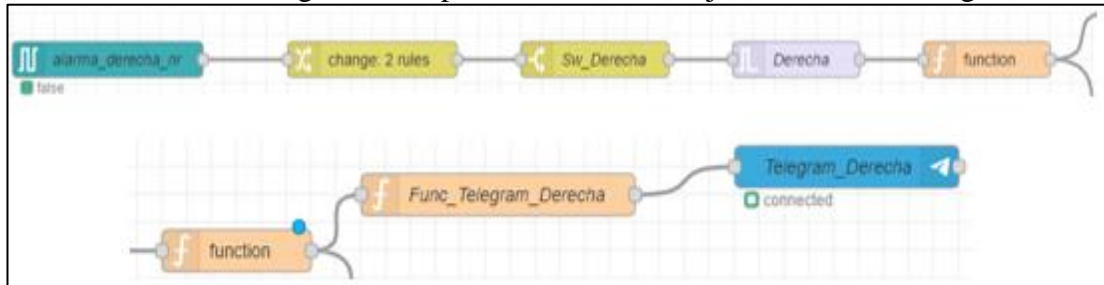 alarma_derecha_nr change: 2 rules Sw_Derecha Derecha function
false
Telegram_Derecha
Func_Telegram_Derecha
connected
function